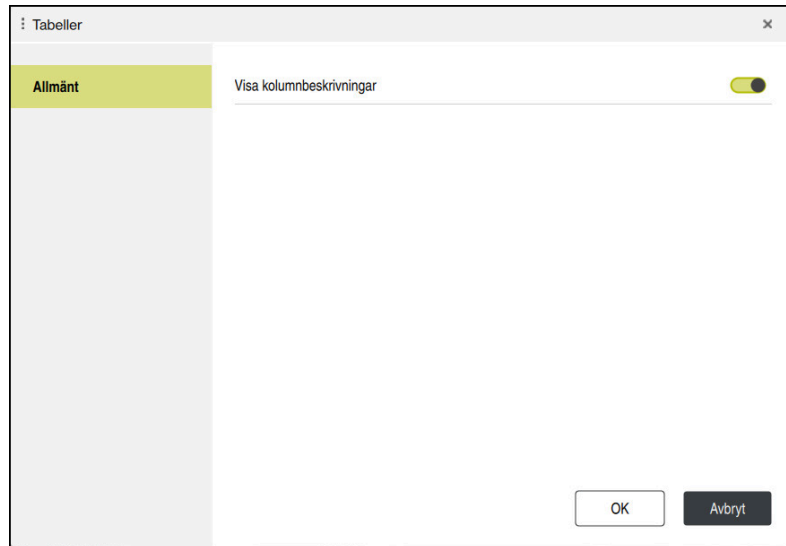 Tabeller
Allmänt
Visa kolumnbeskrivningar
OK
Avbryt